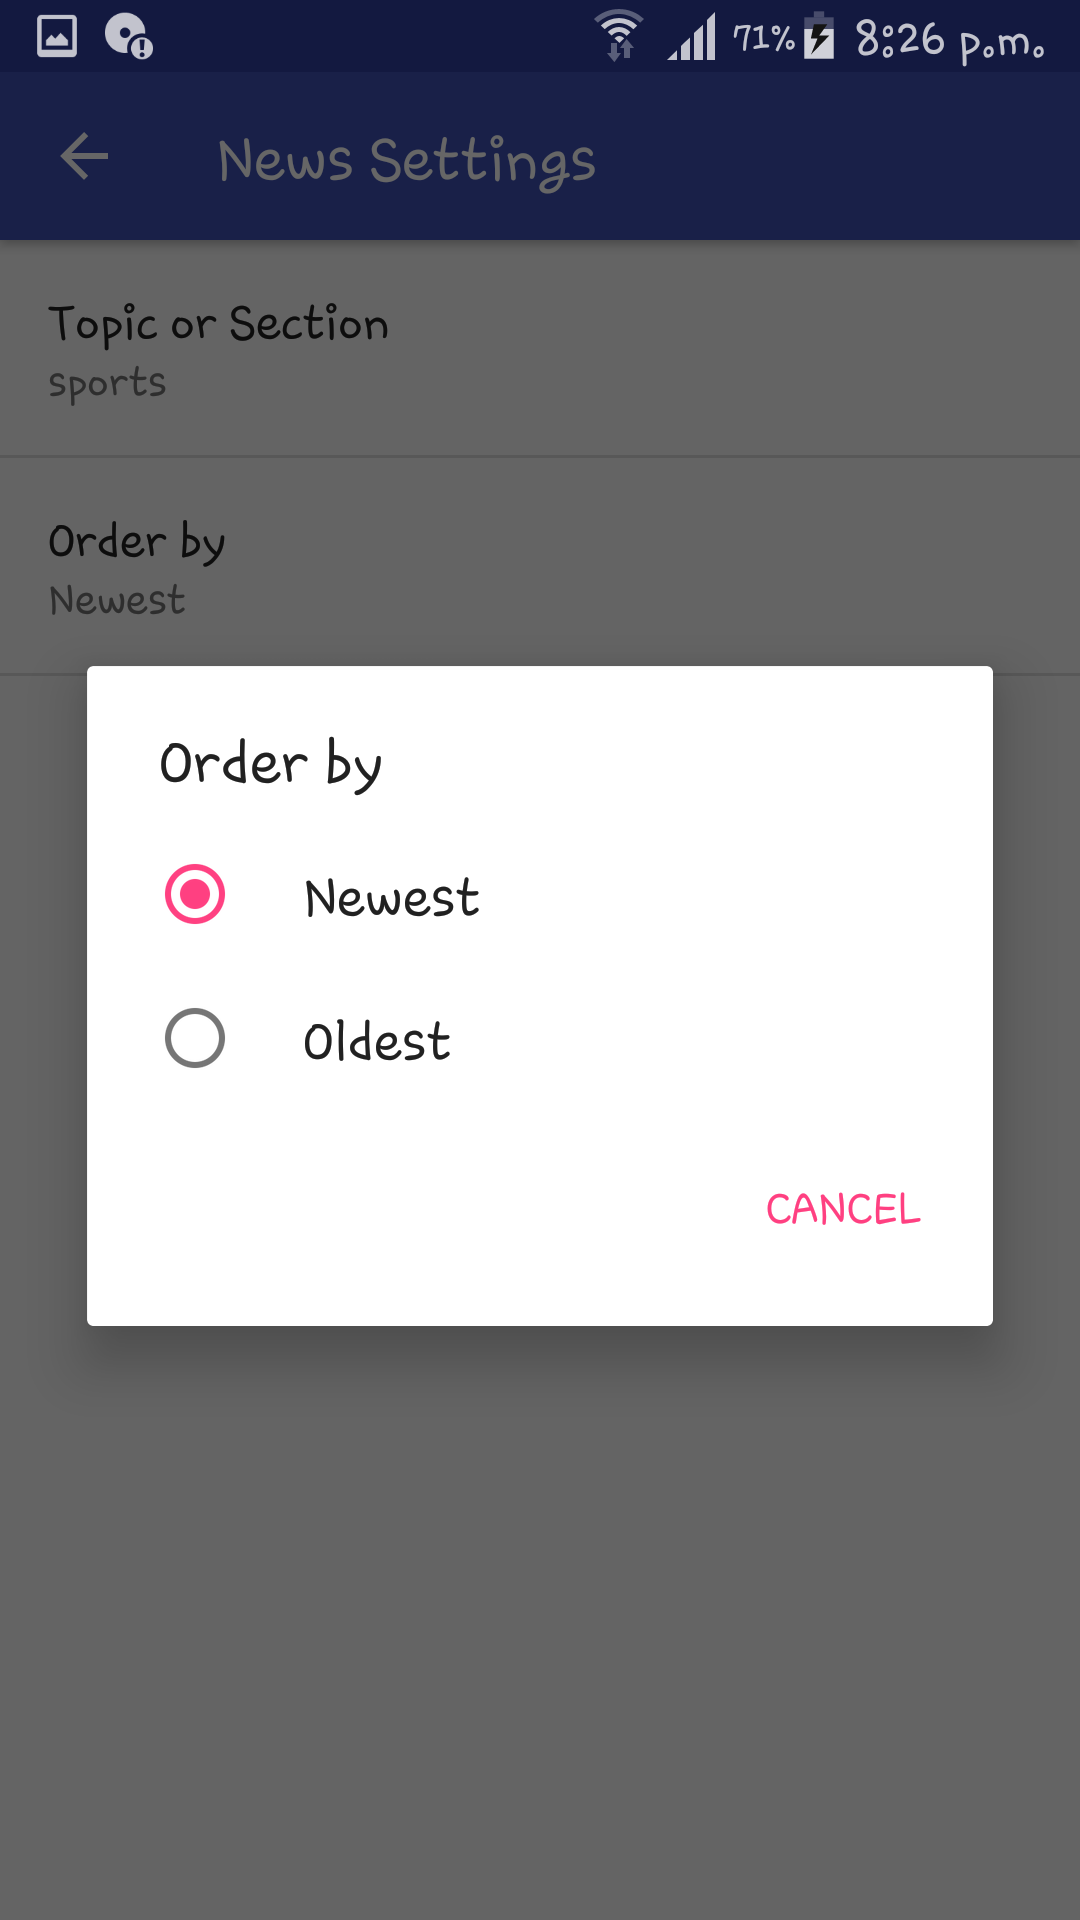 71% 8:26 p.m.
News Settings
Topic or Section
sports
Order by
Newest
Order by
Newest
Oldest
CANCEL